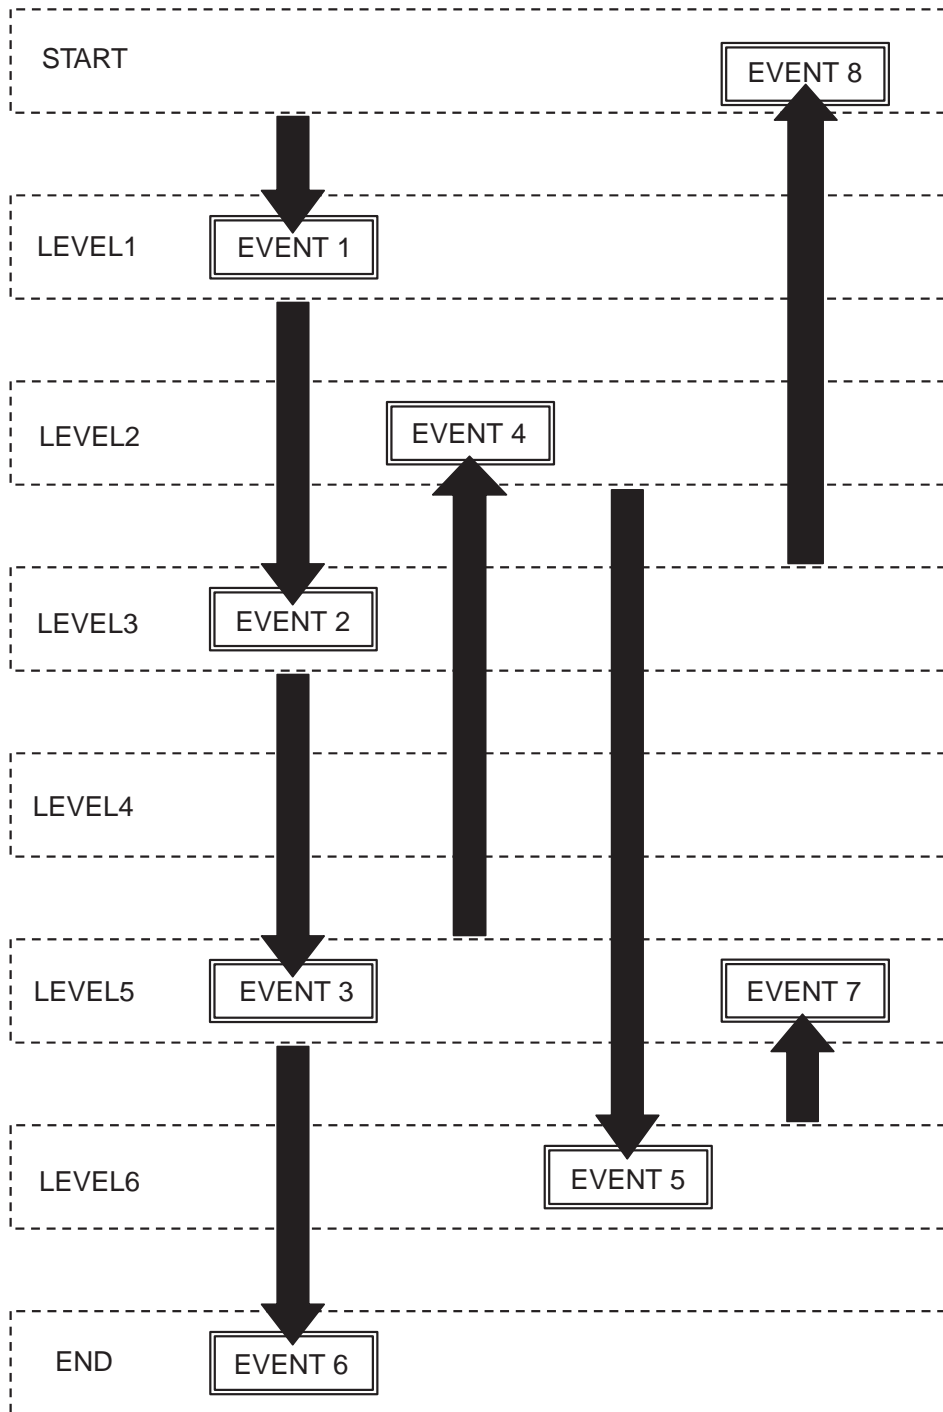 START
EVENT 8
LEVEL1
EVENT 1
LEVEL2
EVENT 4
LEVEL3
EVENT 2
LEVEL4
LEVEL5
EVENT 3
EVENT 7
LEVEL6
EVENT 5
END
EVENT 6